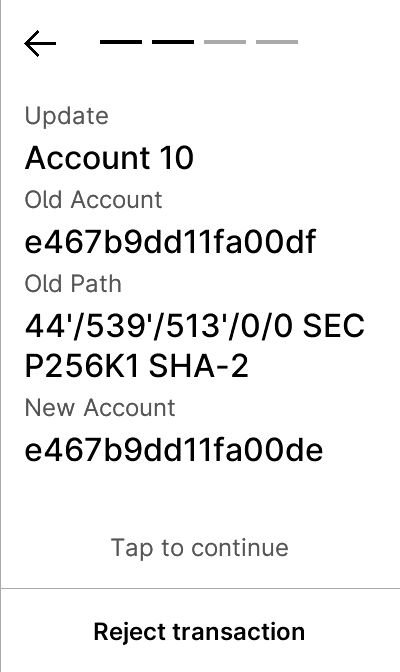 Update
Account 10
Old Account
e467b9dd11fa00df
Old Path
44'/539'/513'/0/0 SEC
P256K1 SHA-2
New Account
e467b9dd11fa00de
Tap to continue
Reject transaction